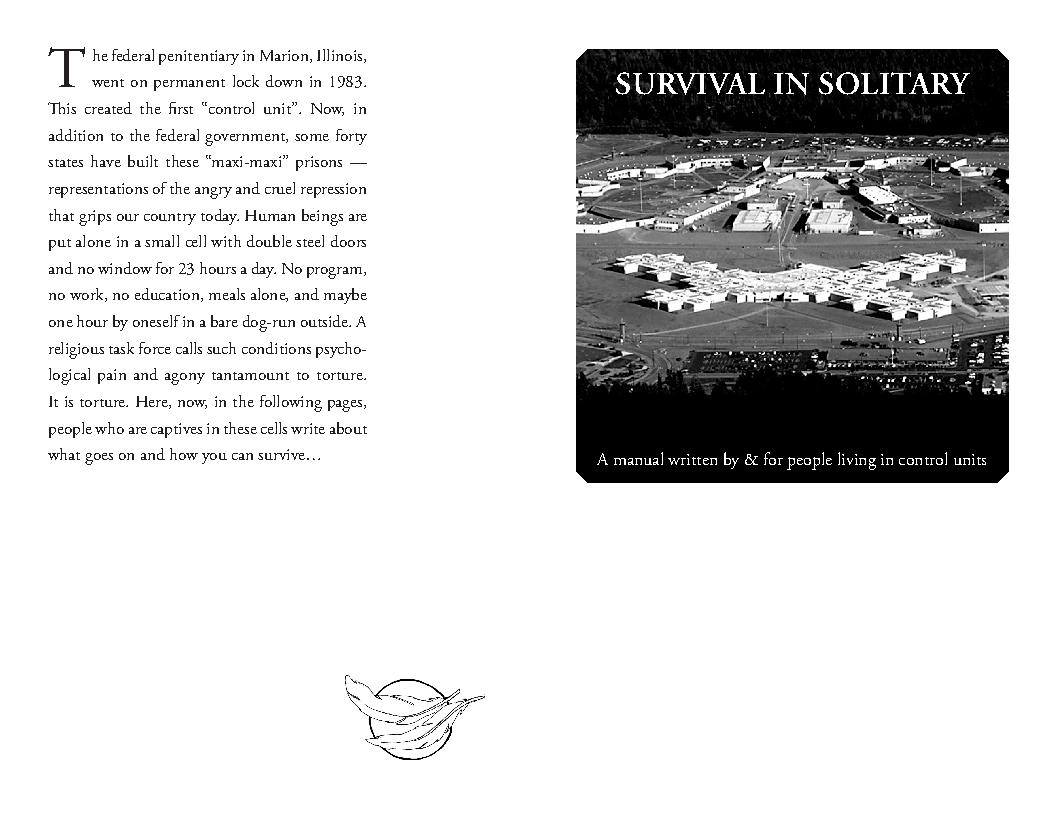 The federal penitentiary in Marion, Illinois,
went on permanent lock down in 1983.
This created the first “control unit”. Now, in
addition to the federal government, some forty
states have built these “maxi-maxi” prisons —
representations of the angry and cruel repression
that grips our country today. Human beings are
put alone in a small cell with double steel doors
and no window for 23 hours a day. No program,
no work, no education, meals alone, and maybe
one hour by oneself in a bare dog-run outside. A
religious task force calls such conditions psycho-
logical pain and agony tantamount to torture.
It is torture. Here, now, in the following pages,
people who are captives in these cells write about
what goes on and how you can survive…
SURVIVAL IN SOLITARY
A manual written by & for people living in control units